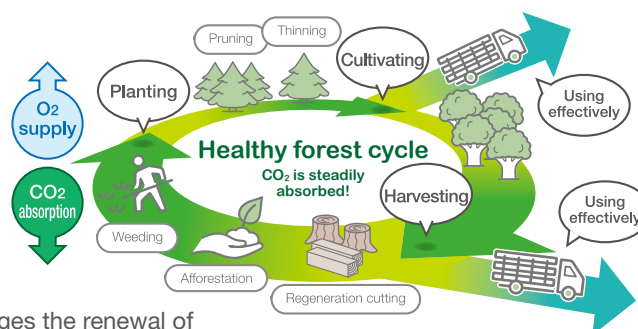 Pruning
Thinning
Planting
Cultivating
O2
supply
Using
effectively
Healthy forest cycle
CO2 is steadily
absorbed!
CO2
absorption
Harvesting
Weeding
Using
effectively
Afforestation
Regeneration cutting
ges the renewal of